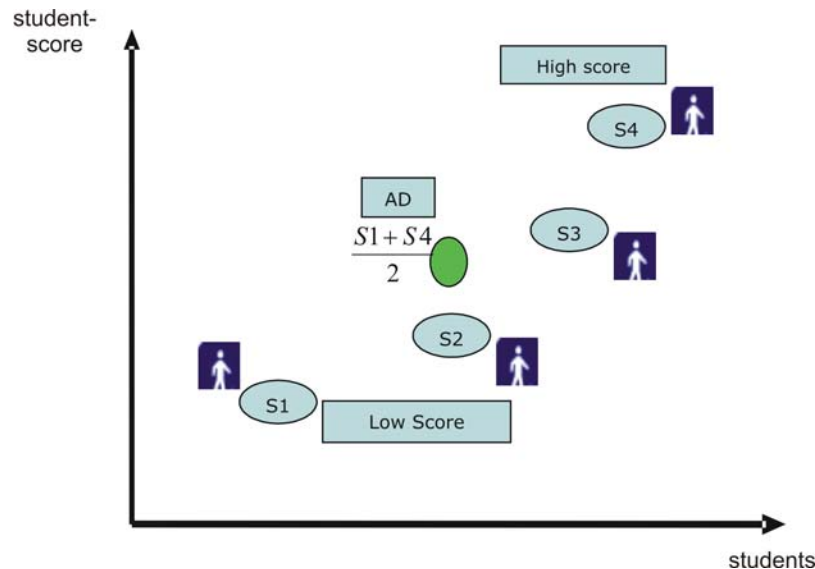 student-
score
High score
S4
AD
S3
S1 + S4
2
S2
S1
Low Score
students